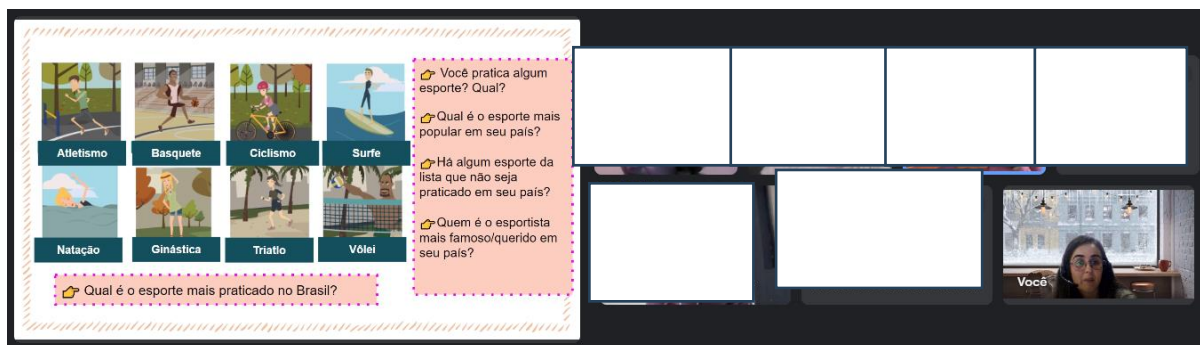 Atletismo
Basquete
Ciclismo
Surfe
Natação
Ginástica
Triatlo
Vôlei
👉 Qual é o esporte mais praticado no Brasil?
👉 Você pratica algum
esporte? Qual?
👉Qual é o esporte mais
popular em seu país?
👉Há algum esporte da
lista que não seja
praticado em seu país?
👉Quem é o esportista
mais famoso/querido em
seu país?
Você